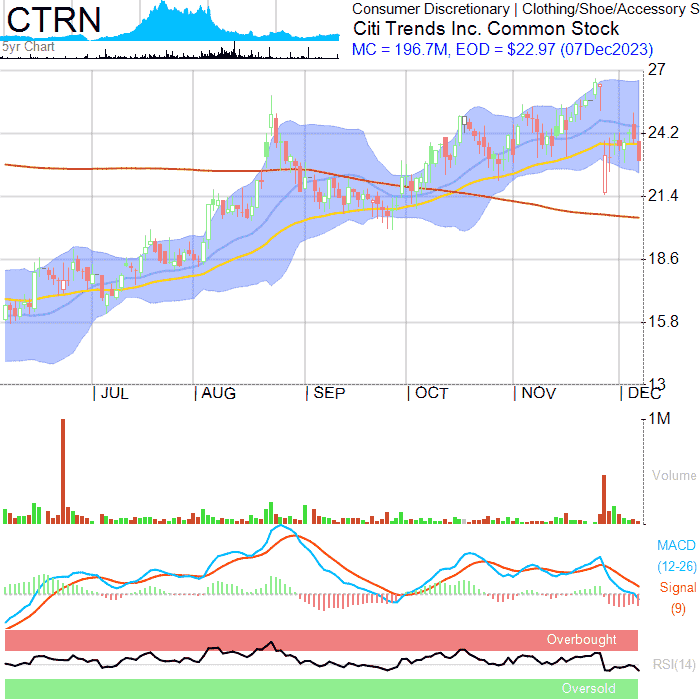 CTRN
5yr Chart
Consumer Discretionary | Clothing/Shoe/Accessory S
Citi Trends Inc. Common Stock
MC = 196.7M, EOD = $22.97 (07Dec2023)
27
24.2
21.4
18.6
15.8
13
| JUL | AUG | SEP | OCT | NOV | DEC
1M
Volume
MACD
(12-26)
Signal
(9)
Overbought
RSI(14)
Oversold